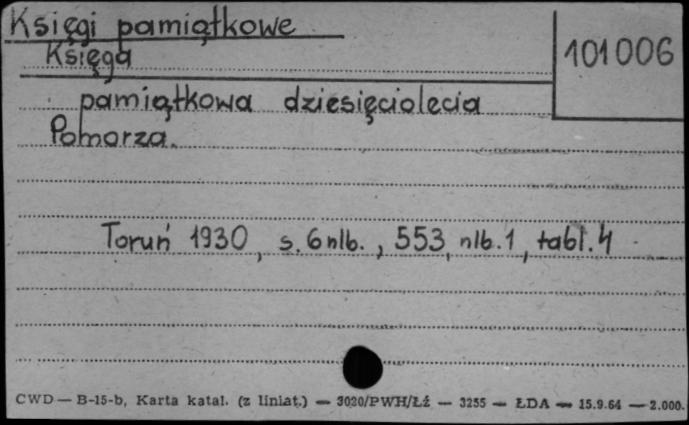 Księgi pamiątkowe
Księga
101006
pamiątkowa dziesięciolecia
Pomorza.
Toruń 1930, s. 6 nlb., 553, nlb. 1, tabl. 4
CWD — B-15-b, Karta katal. (z liniat.) — 3020/PWH/Łź — 3255 — ŁDA — 15.9.64 — 2.000.